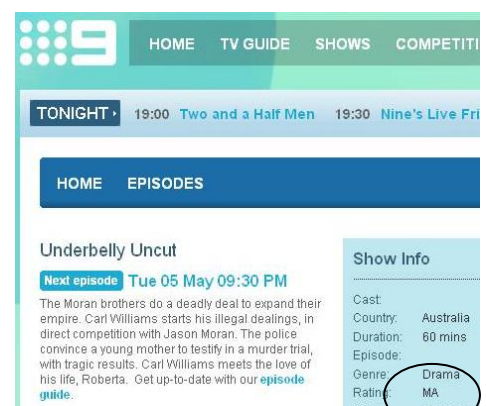 9
HOME TV GUIDE SHOWS
TONIGHT 19:00 Two and a Half Men 19:30 Nine's Live
HOME EPISODES
Underbelly Uncut
Next episode Tue 05 May 09:30 PM
The Moran brothers do a deadly deal to expand their
empire. Carl Williams starts his illegal dealings, in
direct competition with Jason Moran. The police
convince a young mother to testify in a murder trial,
with tragic results. Carl Williams meets the love of
his life, Roberta. Get up-to-date with our episode
guide.
Show Info
Cast:
Country: Australia
Duration: 60 mins
Episode:
Genre: Drama
Rating: MA